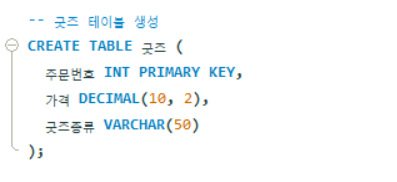 -- 굿즈 테이블 생성
CREATE TABLE 굿즈 (
주문번호 INT PRIMARY KEY,
가격 DECIMAL(10, 2),
굿즈종류 VARCHAR(50)
);